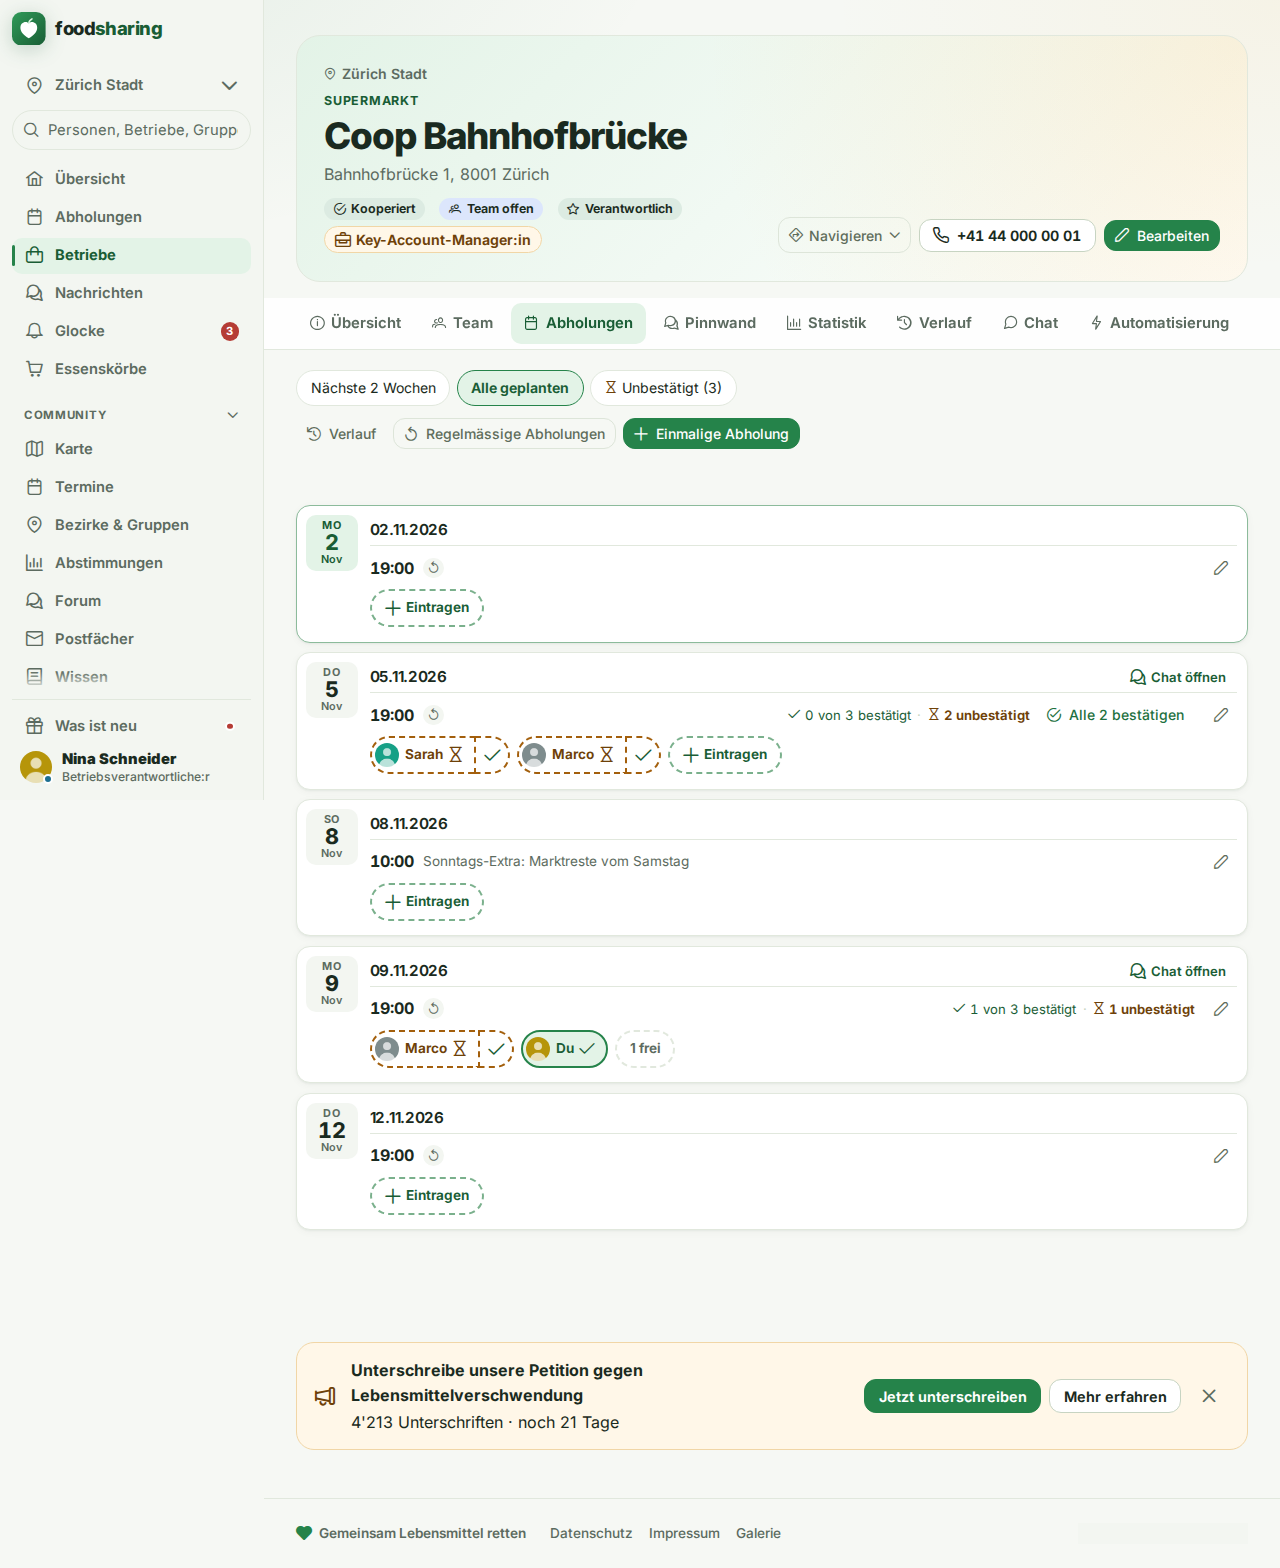 foodsharing
Zürich Stadt
Personen, Betriebe, Grupp
Übersicht
Abholungen
Betriebe
Nachrichten
Glocke 3
Essenskörbe
COMMUNITY
Karte
Termine
Bezirke & Gruppen
Abstimmungen
Forum
Postfächer
Wissen
Was ist neu
Nina Schneider
Betriebsverantwortliche:r
Zürich Stadt
SUPERMARKT
Coop Bahnhofbrücke
Bahnhofbrücke 1, 8001 Zürich
Kooperiert Team offen Verantwortlich
Key-Account-Manager:in
Navigieren +41 44 000 00 01 Bearbeiten
Übersicht Team Abholungen Pinnwand Statistik Verlauf Chat Automatisierung
Nächste 2 Wochen Alle geplanten Unbestätigt (3)
Verlauf Regelmässige Abholungen Einmalige Abholung
MO 2 Nov
02.11.2026
19:00
Eintragen
DO 5 Nov
05.11.2026 Chat öffnen
19:00 0 von 3 bestätigt · 2 unbestätigt Alle 2 bestätigen
Sarah Marco Eintragen
SO 8 Nov
08.11.2026
10:00 Sonntags-Extra: Marktreste vom Samstag
Eintragen
MO 9 Nov
09.11.2026 Chat öffnen
19:00 1 von 3 bestätigt · 1 unbestätigt
Marco Du 1 frei
DO 12 Nov
12.11.2026
19:00
Eintragen
Unterschreibe unsere Petition gegen
Lebensmittelverschwendung
4'213 Unterschriften · noch 21 Tage
Jetzt unterschreiben Mehr erfahren
Gemeinsam Lebensmittel retten Datenschutz Impressum Galerie